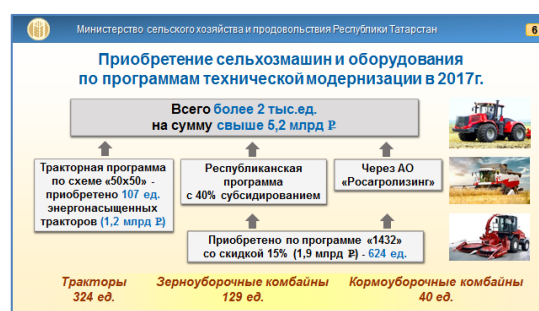 Министерство сельского хозяйства и продовольствия Республики Татарстан
6
Приобретение сельхозмашин и оборудования
по программам технической модернизации в 2017г.
Всего более 2 тыс.ед.
на сумму свыше 5,2 млрд ₽
Тракторная программа
по схеме «50х50» -
приобретено 107 ед.
энергонасыщенных
тракторов (1,2 млрд ₽)
Республиканская
программа
с 40% субсидированием
Через АО
«Росагролизинг»
Приобретено по программе «1432»
со скидкой 15% (1,9 млрд ₽) - 624 ед.
Тракторы
324 ед.
Зерноуборочные комбайны
129 ед.
Кормоуборочные комбайны
40 ед.